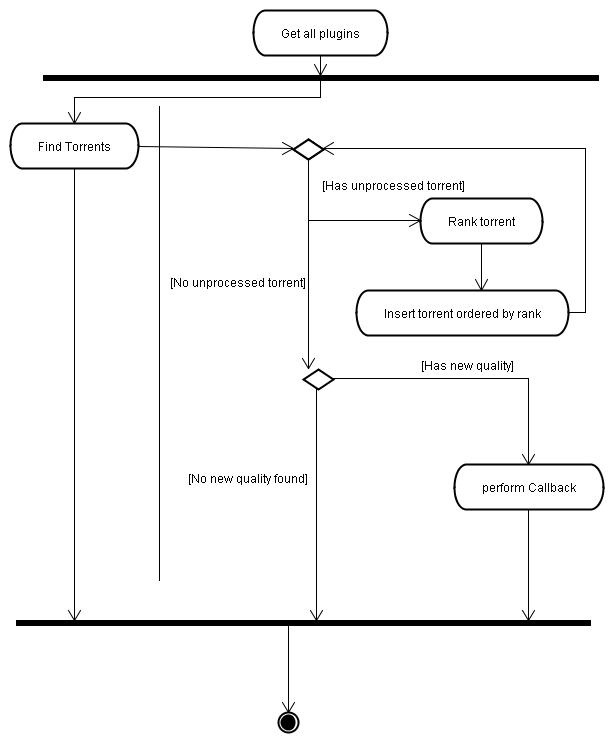 Get all plugins
Find Torrents
[Has unprocessed torrent]
Rank torrent
[No unprocessed torrent]
Insert torrent ordered by rank
[Has new quality]
[No new quality found]
perform Callback